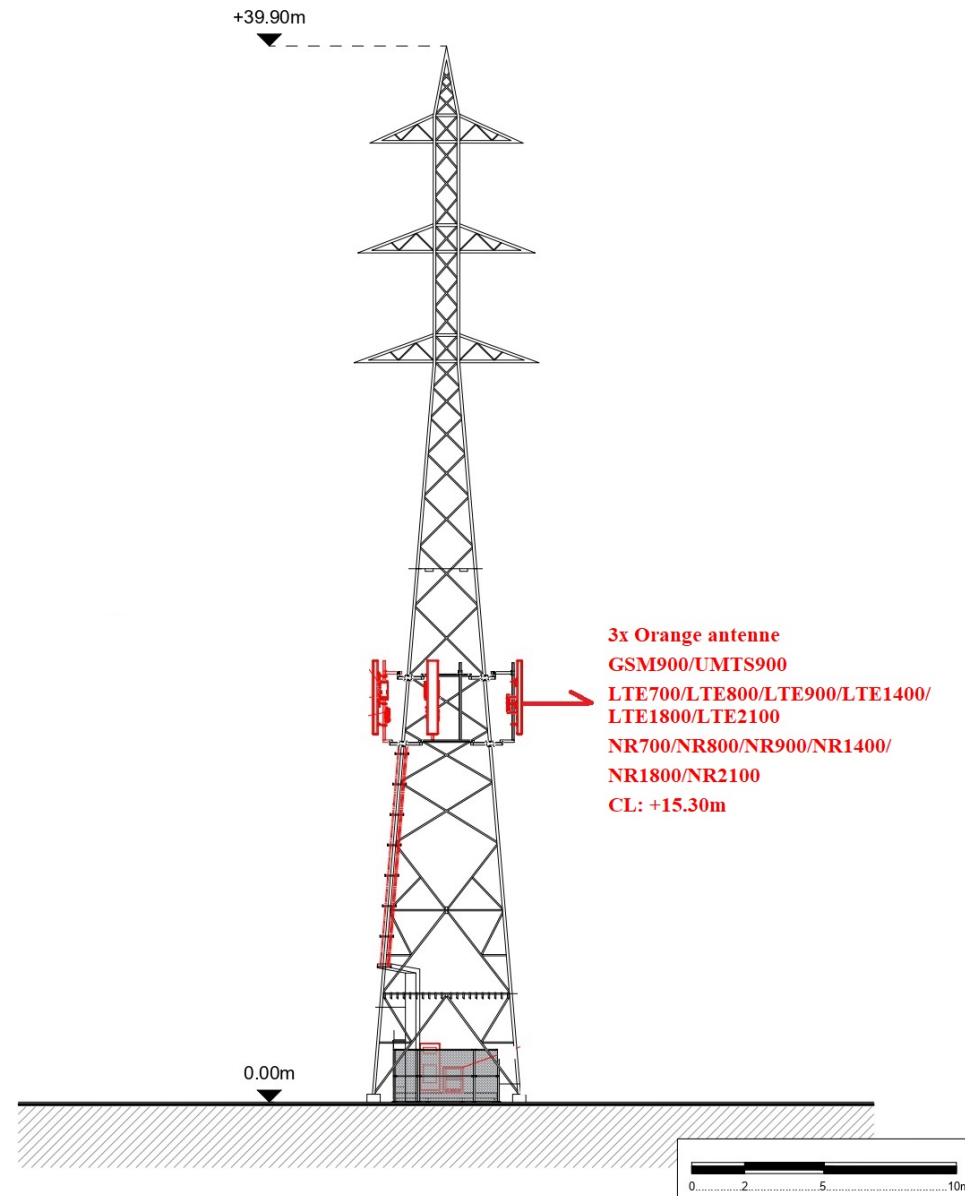 +39.90m
3x Orange antenne
GSM900/UMTS900
LTE700/LTE800/LTE900/LTE1400/
LTE1800/LTE2100
NR700/NR800/NR900/NR1400/
NR1800/NR2100
CL: +15.30m
0.00m
0 2 5 10m